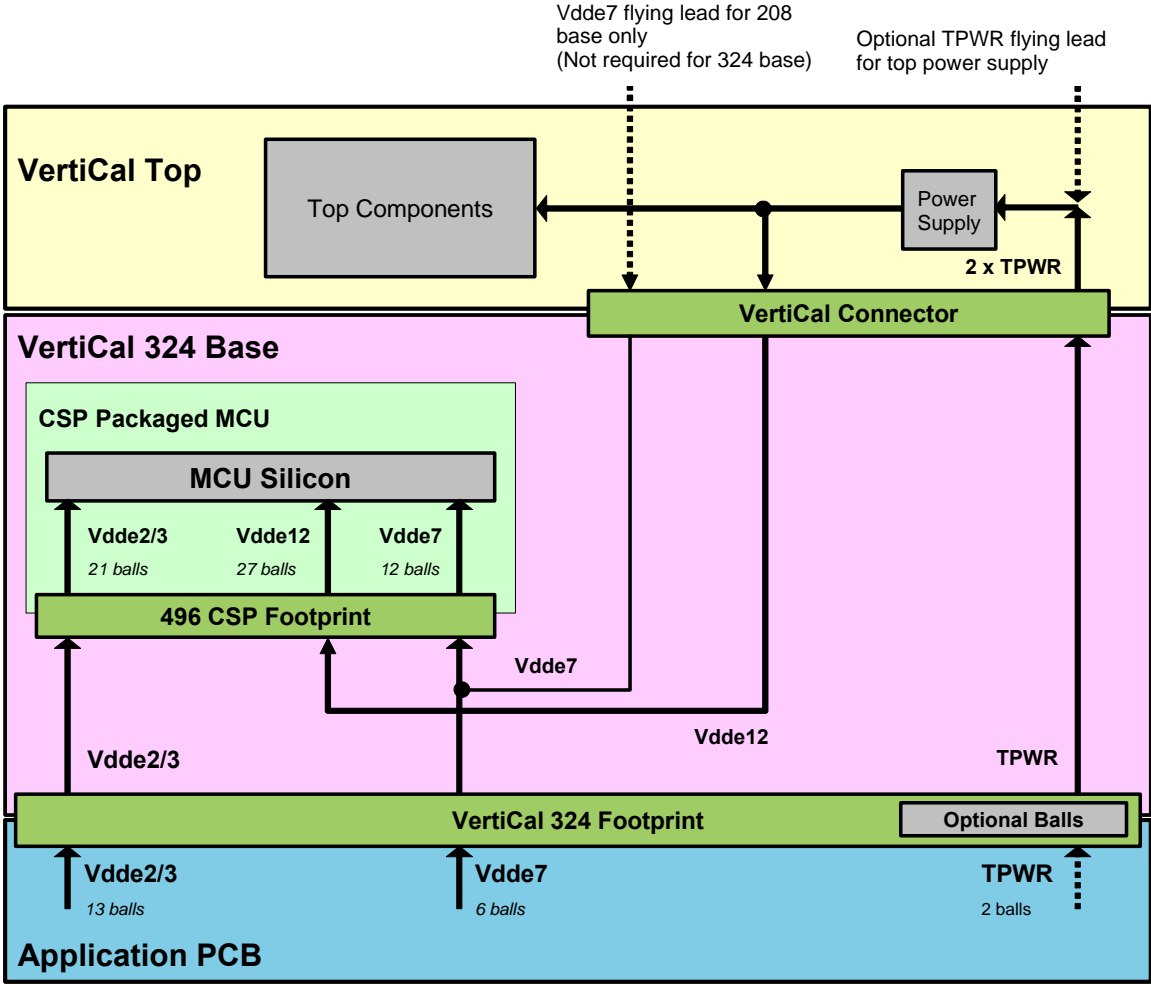 Vdde7 flying lead for 208
base only
(Not required for 324 base)
Optional TPWR flying lead
for top power supply
VertiCal Top
Top Components
Power
Supply
2 x TPWR
VertiCal Connector
VertiCal 324 Base
CSP Packaged MCU
MCU Silicon
Vdde2/3
21 balls
Vdde12
27 balls
Vdde7
12 balls
496 CSP Footprint
Vdde7
Vdde12
Vdde2/3
TPWR
VertiCal 324 Footprint
Optional Balls
Vdde2/3
13 balls
Vdde7
6 balls
TPWR
2 balls
Application PCB